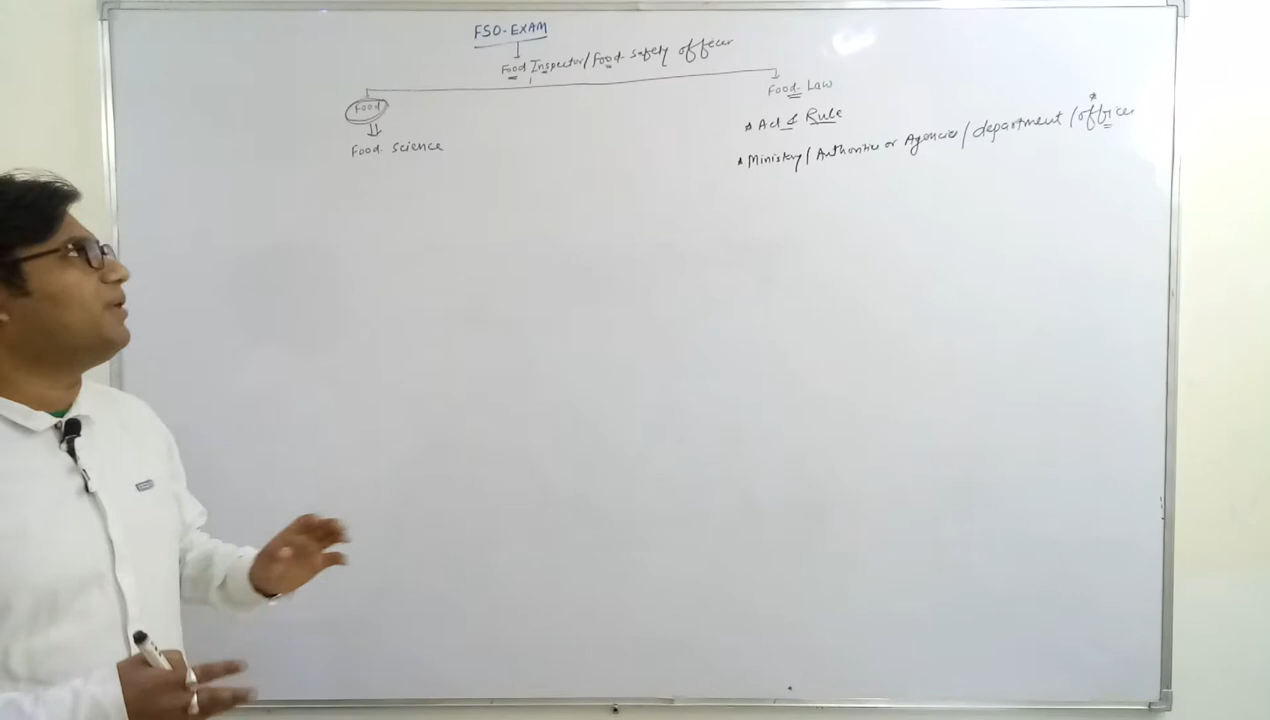 FSO-EXAM
Food Inspector/Food safety officer
Food
Food Science
Food Law
* Act & Rule
* Ministry/Authorities or Agencies/department/officer